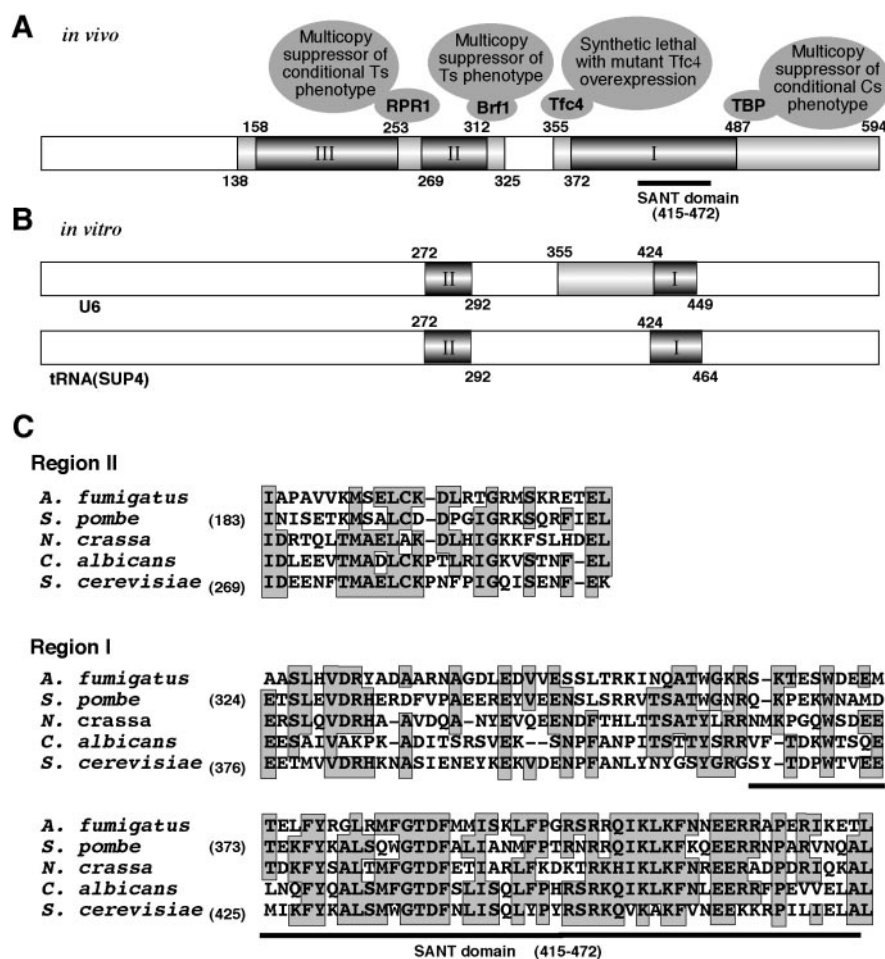 A
in vivo
Multicopy
suppressor of
conditional Ts
phenotype
Multicopy
suppressor of
Ts phenotype
Synthetic lethal
with mutant Tfc4
overexpression
Multicopy
suppressor of
conditional Cs
phenotype
RPR1
Brf1
Tfc4
TBP
158
253
312
355
487
594
III
II
I
138
269
325
372
SANT domain
(415-472)
B
in vitro
272
355
424
II
I
U6
292
449
272
424
II
I
tRNA(SUP4)
292
464
C
Region II
A. fumigatus IAPAVVKMSELCK-DLRTGRMSKRETEL
S. pombe (183) INISETKMSALCD-DPGIGRKSQRFIEL
N. crassa IDRTQLTMAELAK-DLHIGKKFSLHDEL
C. albicans IDLEEVTMADLCKPTLRIGKVSTNF-EL
S. cerevisiae (269) IDEENFTMAELCKPNFPIGQISENF-EK
Region I
A. fumigatus AASLHVDRYADAARNAGDLEDVVESSLTRKINQATWGKRS-KTESWDEEM
S. pombe (324) ETSLEVDRHERDFVPAEEREYVEENSLSRRVTSATWGNRQ-KPEKWNAMD
N. crassa ERSLQVDRHA-AVDQA-NYEVQEENDFTHLTTSATYLRRNMKPGQWSDEE
C. albicans EESAIVAKPK-ADITSRSVEK--SNPFANPITSTTYSRRVF-TDKWTSQE
S. cerevisiae (376) EETMVVDRHKNASIENEYKEKVDENPFANLYNYGSYGRGSY-TDPWTVEE
A. fumigatus TELFYRGLRMFGTDFMMISKLFPGRSRRQIKLKFNNEERRAPERIKETL
S. pombe (373) TEKFYKALSQWGTDFALIANMFPTRNRRQIKLKFKQEERRNPARVNQAL
N. crassa TDKFYSALTMFGTDFETIARLFKDKTRKHIKLKFNREERADPDRIKQAL
C. albicans LNQFYQALSMFGTDFSLISQLFPHRSRKQIKLKFNLEERRFPEVVELAL
S. cerevisiae (425) MIKFYKALSMWGTDFNLISQLYPYRSRKQVKAKFVNEEKKRPILIELAL
SANT domain (415-472)